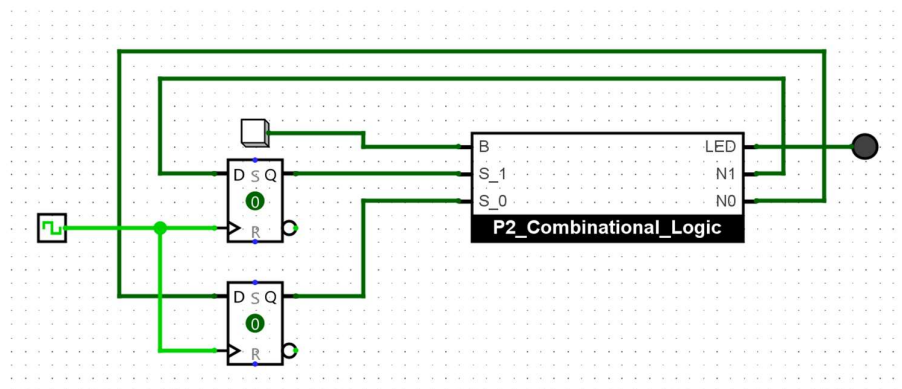 B LED
D S Q S_1 N1
0 S_0 N0
R P2_Combinational_Logic
D S Q
0
R